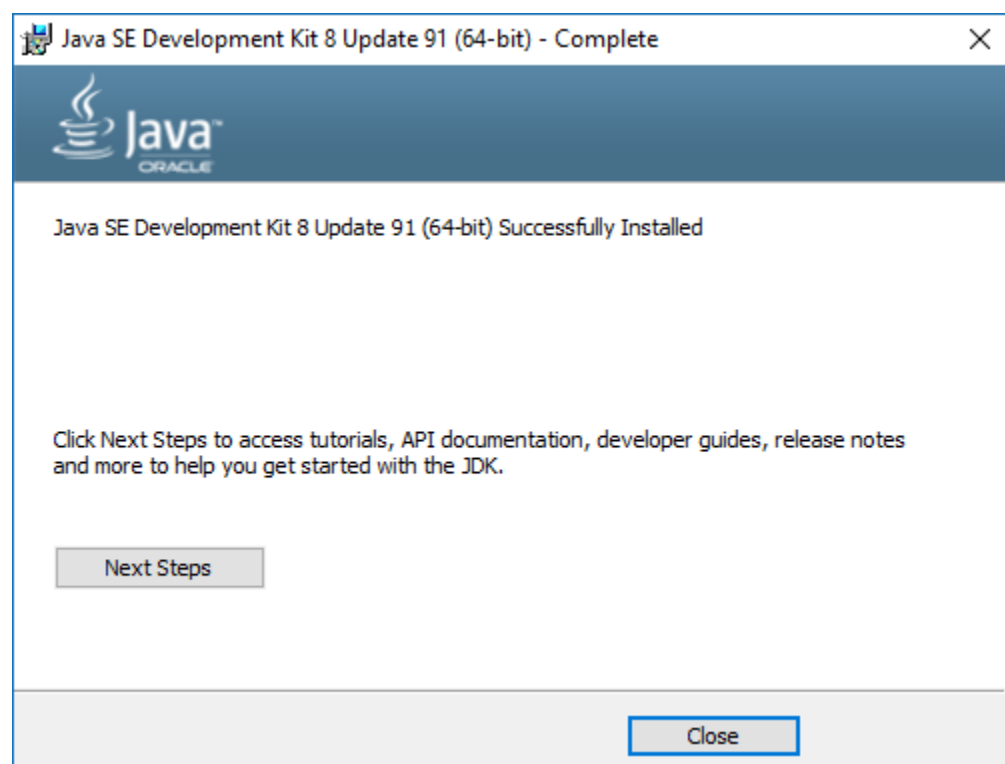 Java SE Development Kit 8 Update 91 (64-bit) - Complete
Java™
ORACLE
Java SE Development Kit 8 Update 91 (64-bit) Successfully Installed
Click Next Steps to access tutorials, API documentation, developer guides, release notes
and more to help you get started with the JDK.
Next Steps
Close